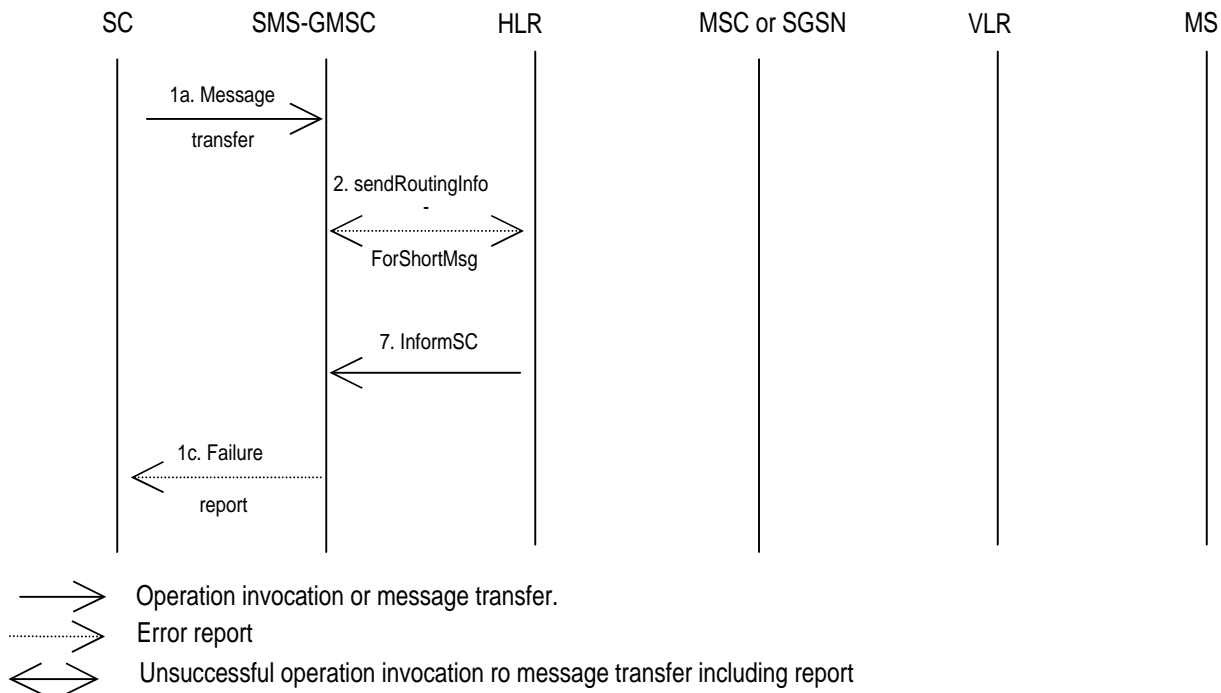 SC
SMS-GMSC
HLR
MSC or SGSN
VLR
MS
1a. Message
transfer
2. sendRoutingInfo
-
ForShortMsg
7. InformSC
1c. Failure
report
Operation invocation or message transfer.
Error report
Unsuccessful operation invocation ro message transfer including report